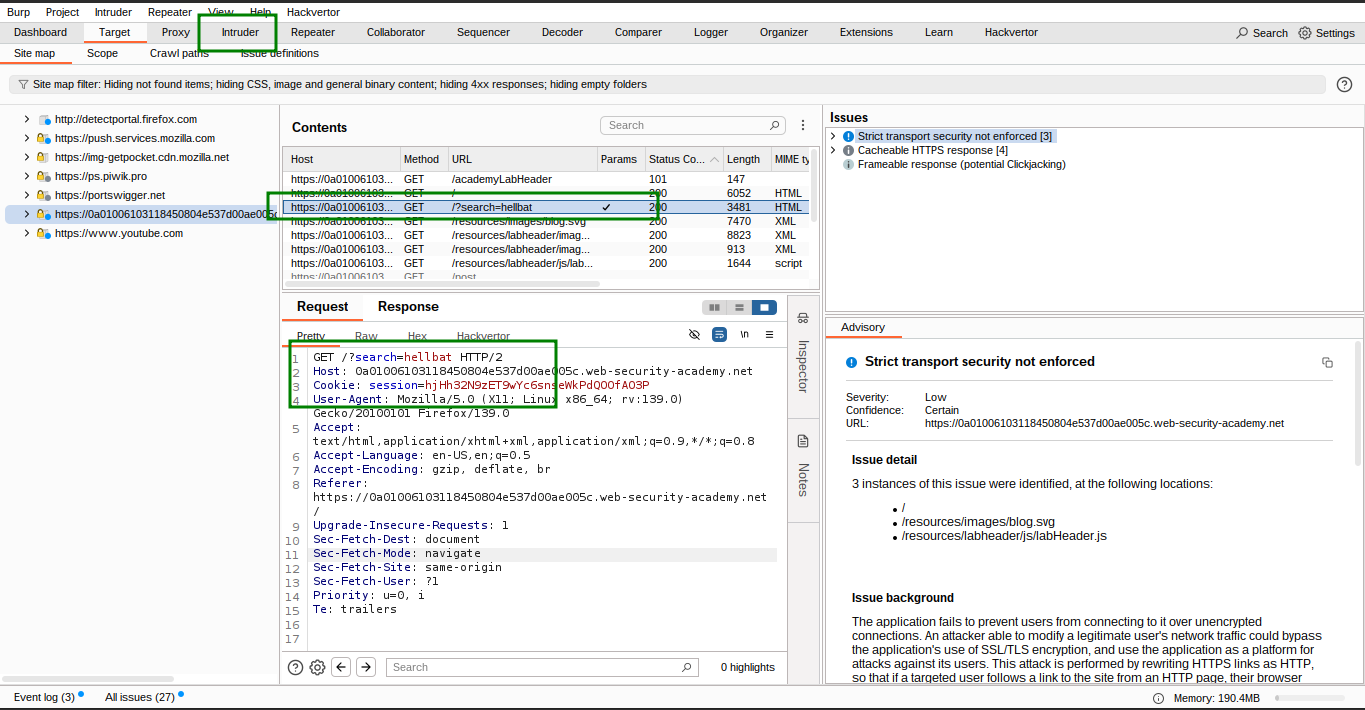 Burp Project Intruder Repeater View Help Hackvertor
Dashboard Target Proxy Intruder Repeater Collaborator Sequencer Decoder Comparer Logger Organizer Extensions Learn Hackvertor Search Settings
Site map Scope Crawl paths Issue definitions
Site map filter: Hiding not found items; hiding CSS, image and general binary content; hiding 4xx responses; hiding empty folders
http://detectportal.firefox.com
https://push.services.mozilla.com
https://img-getpocket.cdn.mozilla.net
https://ps.piwik.pro
https://portswigger.net
https://0a01006103118450804e537d00ae005c
https://www.youtube.com
Contents
Search
Host Method URL Params Status Co... Length MIME ty
https://0a01006103... GET /academyLabHeader 101 147
https://0a01006103... GET / 200 6052 HTML
https://0a01006103... GET /?search=hellbat ✓ 200 3481 HTML
https://0a01006103... GET /resources/images/blog.svg 200 7470 XML
https://0a01006103... GET /resources/labheader/imag... 200 8823 XML
https://0a01006103... GET /resources/labheader/imag... 200 913 XML
https://0a01006103... GET /resources/labheader/js/lab... 200 1644 script
https://0a01006103... GET /post
Request Response
Pretty Raw Hex Hackvertor
\n
1 GET /?search=hellbat HTTP/2
2 Host: 0a01006103118450804e537d00ae005c.web-security-academy.net
3 Cookie: session=
4 User-Agent: Mozilla/5.0 (X11; Linux x86_64; rv:139.0)
Gecko/20100101 Firefox/139.0
5 Accept:
text/html,application/xhtml+xml,application/xml;q=0.9,*/*;q=0.8
6 Accept-Language: en-US,en;q=0.5
7 Accept-Encoding: gzip, deflate, br
8 Referer:
https://0a01006103118450804e537d00ae005c.web-security-academy.net
/
9 Upgrade-Insecure-Requests: 1
10 Sec-Fetch-Dest: document
11 Sec-Fetch-Mode: navigate
12 Sec-Fetch-Site: same-origin
13 Sec-Fetch-User: ?1
14 Priority: u=0, i
15 Te: trailers
16
17
Search
0 highlights
Inspector
Notes
Issues
Strict transport security not enforced [3]
Cacheable HTTPS response [4]
Frameable response (potential Clickjacking)
Advisory
Strict transport security not enforced
Severity: Low
Confidence: Certain
URL: https://0a01006103118450804e537d00ae005c.web-security-academy.net
Issue detail
3 instances of this issue were identified, at the following locations:
• /
• /resources/images/blog.svg
• /resources/labheader/js/labHeader.js
Issue background
The application fails to prevent users from connecting to it over unencrypted
connections. An attacker able to modify a legitimate user's network traffic could bypass
the application's use of SSL/TLS encryption, and use the application as a platform for
attacks against its users. This attack is performed by rewriting HTTPS links as HTTP,
so that if a targeted user follows a link to the site from an HTTP page, their browser
Event log (3) All issues (27) Memory: 190.4MB